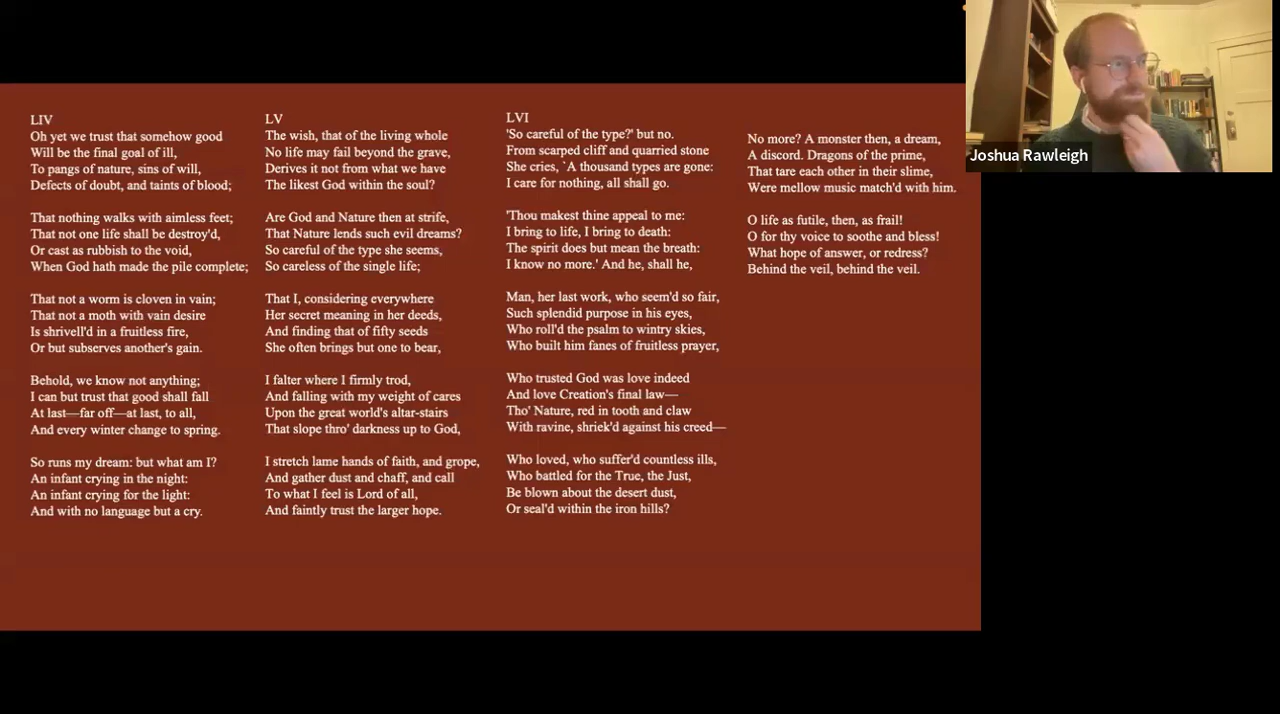 LIV
Oh yet we trust that somehow good
Will be the final goal of ill,
To pangs of nature, sins of will,
Defects of doubt, and taints of blood;

That nothing walks with aimless feet;
That not one life shall be destroy'd,
Or cast as rubbish to the void,
When God hath made the pile complete;

That not a worm is cloven in vain;
That not a moth with vain desire
Is shrivell'd in a fruitless fire,
Or but subserves another's gain.

Behold, we know not anything;
I can but trust that good shall fall
At last—far off—at last, to all,
And every winter change to spring.

So runs my dream: but what am I?
An infant crying in the night:
An infant crying for the light:
And with no language but a cry.

LV
The wish, that of the living whole
No life may fail beyond the grave,
Derives it not from what we have
The likest God within the soul?

Are God and Nature then at strife,
That Nature lends such evil dreams?
So careful of the type she seems,
So careless of the single life;

That I, considering everywhere
Her secret meaning in her deeds,
And finding that of fifty seeds
She often brings but one to bear,

I falter where I firmly trod,
And falling with my weight of cares
Upon the great world's altar-stairs
That slope thro' darkness up to God,

I stretch lame hands of faith, and grope,
And gather dust and chaff, and call
To what I feel is Lord of all,
And faintly trust the larger hope.

LVI
'So careful of the type?' but no.
From scarped cliff and quarried stone
She cries, `A thousand types are gone:
I care for nothing, all shall go.

'Thou makest thine appeal to me:
I bring to life, I bring to death:
The spirit does but mean the breath:
I know no more.' And he, shall he,

Man, her last work, who seem'd so fair,
Such splendid purpose in his eyes,
Who roll'd the psalm to wintry skies,
Who built him fanes of fruitless prayer,

Who trusted God was love indeed
And love Creation's final law—
Tho' Nature, red in tooth and claw
With ravine, shriek'd against his creed—

Who loved, who suffer'd countless ills,
Who battled for the True, the Just,
Be blown about the desert dust,
Or seal'd within the iron hills?

No more? A monster then, a dream,
A discord. Dragons of the prime,
That tare each other in their slime,
Were mellow music match'd with him.

O life as futile, then, as frail!
O for thy voice to soothe and bless!
What hope of answer, or redress?
Behind the veil, behind the veil.

Joshua Rawleigh